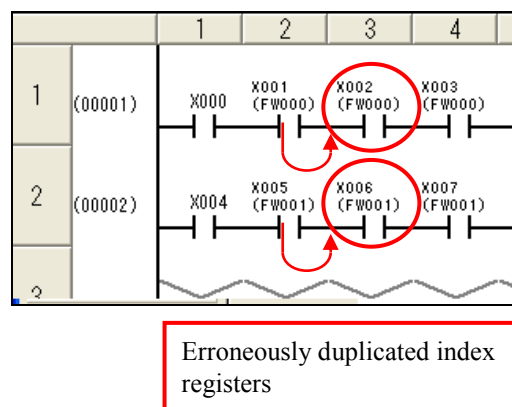 1 2 3 4
X001 X002 X003
1 (00001) X000 (FW000) (FW000) (FW000)
X005 X006 X007
2 (00002) X004 (FW001) (FW001) (FW001)
Erroneously duplicated index
registers